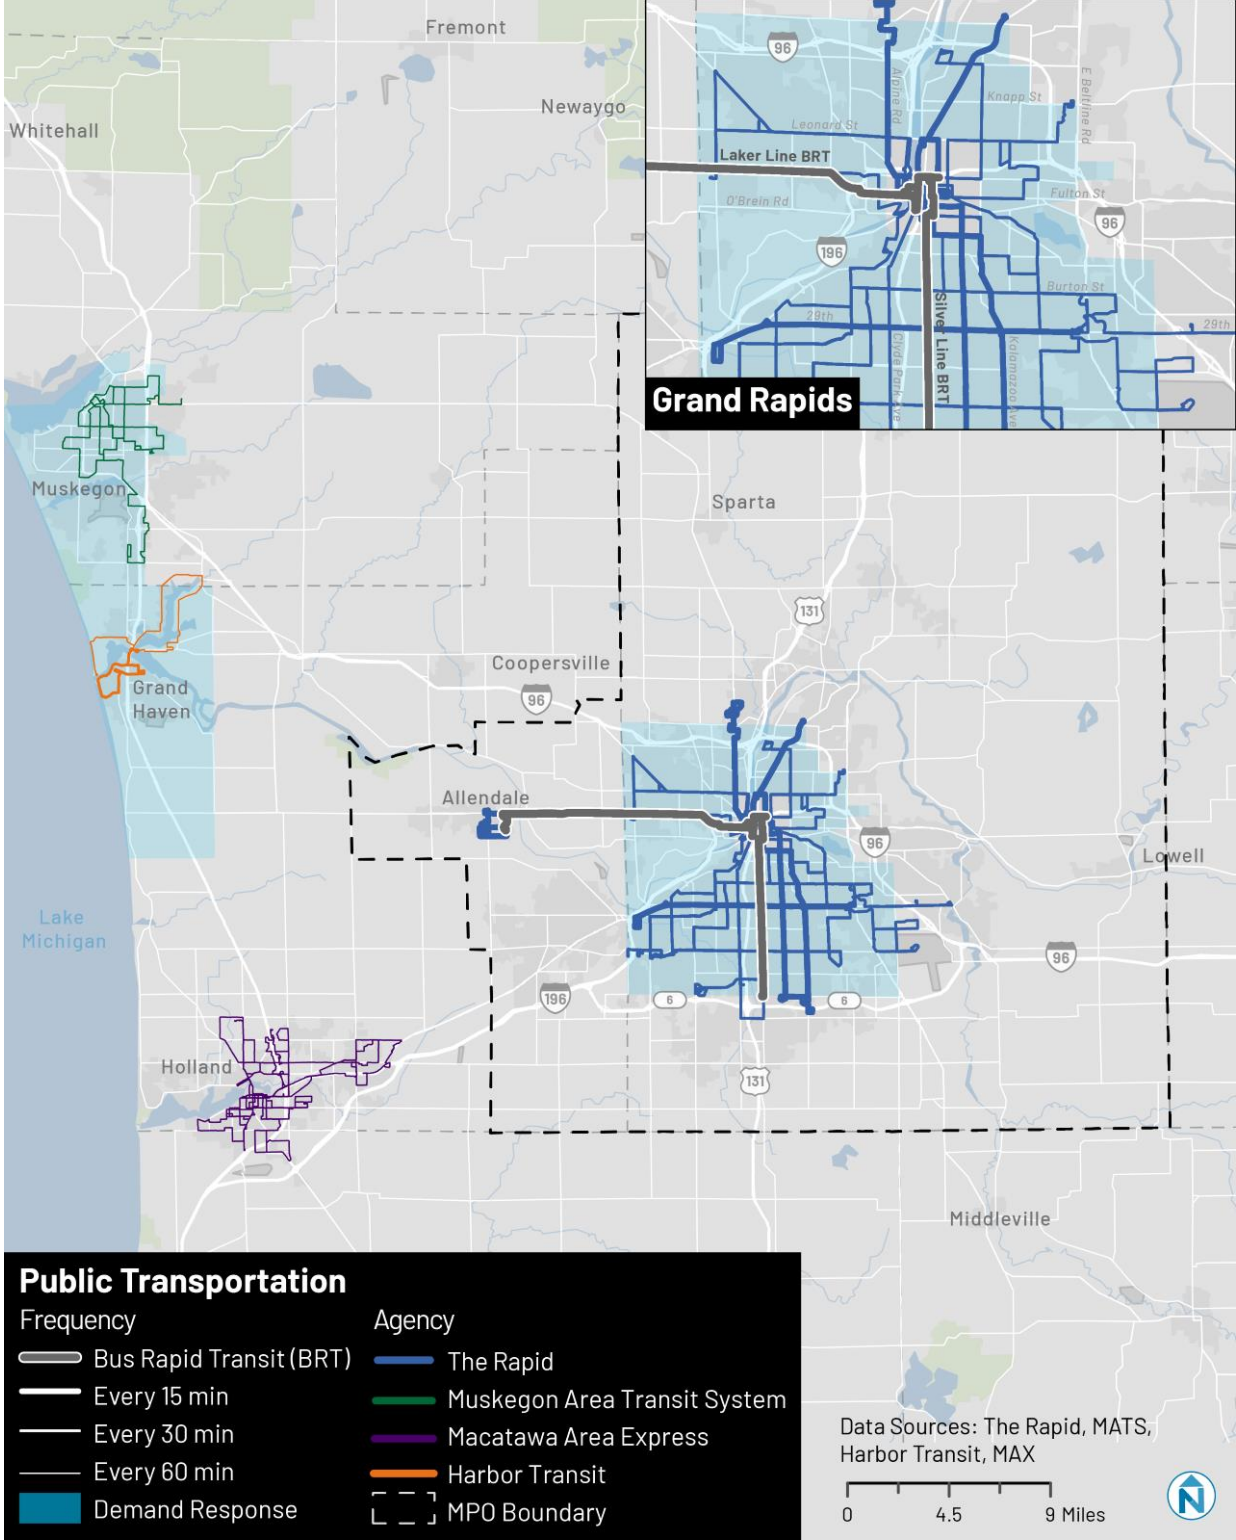 Fremont
Newaygo
Whitehall
96
Alpine Rd
E Beltline Rd
Knapp St
Leonard St
Laker Line BRT
O'Brein Rd
Fulton St
96
196
Burton St
29th
29th
Silver Line BRT
Clyde Park Ave
Kalamazoo Ave
Grand Rapids
Muskegon
Sparta
131
Coopersville
96
Grand
Haven
Allendale
96
Lowell
Lake
Michigan
96
196
6
6
Holland
131
Middleville
Public Transportation
Frequency
Bus Rapid Transit (BRT)
Every 15 min
Every 30 min
Every 60 min
Demand Response
Agency
The Rapid
Muskegon Area Transit System
Macatawa Area Express
Harbor Transit
MPO Boundary
Data Sources: The Rapid, MATS,
Harbor Transit, MAX
0 4.5 9 Miles
N